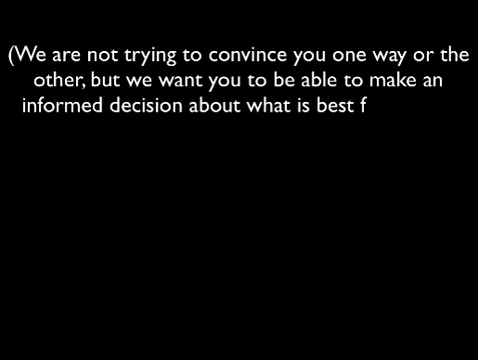 (We are not trying to convince you one way or the
other, but we want you to be able to make an
informed decision about what is best f